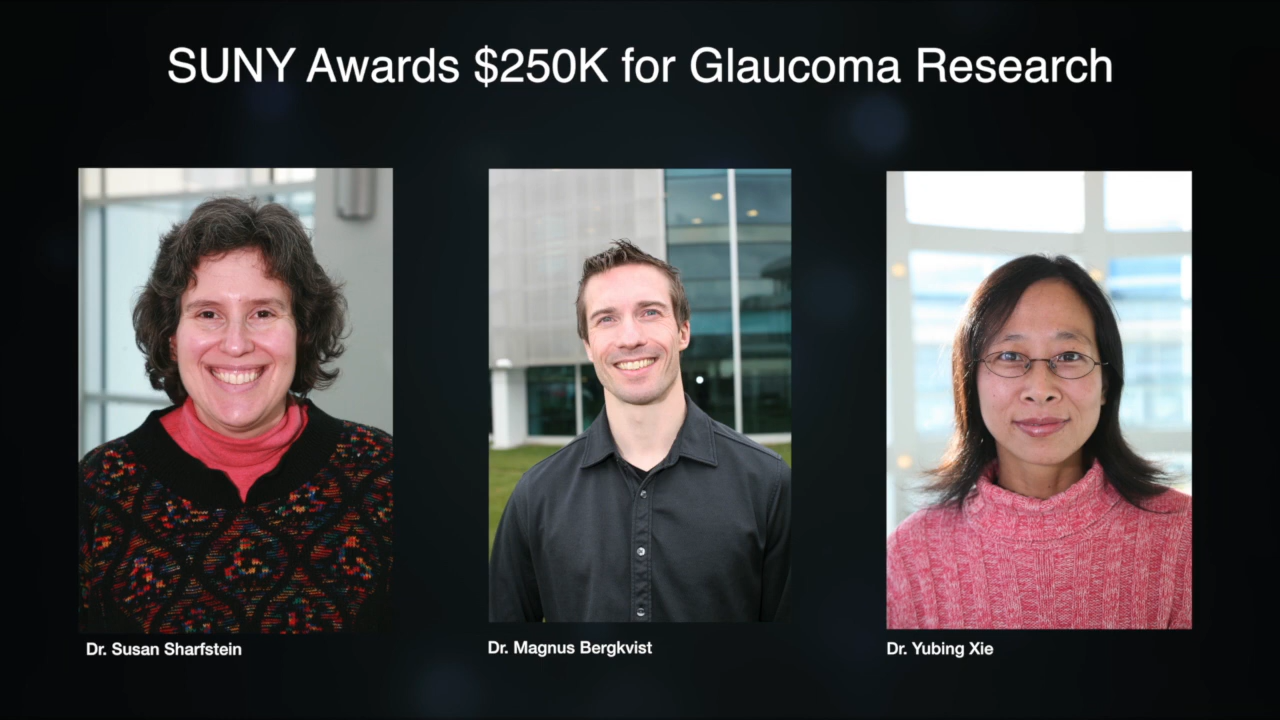 SUNY Awards $250K for Glaucoma Research
Dr. Susan Sharfstein
Dr. Magnus Bergkvist
Dr. Yubing Xie